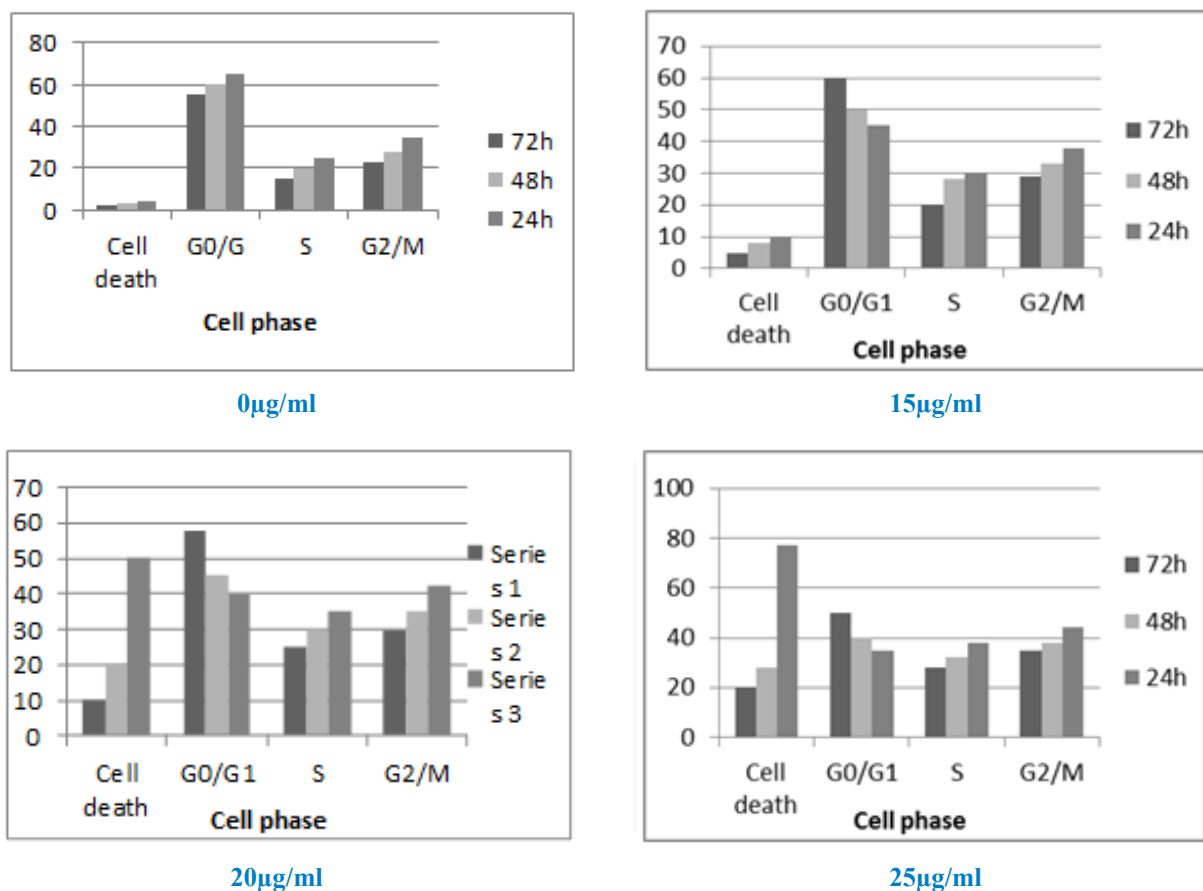 80
60
40
20
0
Cell death
G0/G
S
G2/M
Cell phase
72h
48h
24h
0µg/ml
70
60
50
40
30
20
10
0
Cell death
G0/G1
S
G2/M
Cell phase
72h
48h
24h
15µg/ml
70
60
50
40
30
20
10
0
Cell death
G0/G1
S
G2/M
Cell phase
Serie
s 1
Serie
s 2
Serie
s 3
20µg/ml
100
80
60
40
20
0
Cell death
G0/G1
S
G2/M
Cell phase
72h
48h
24h
25µg/ml